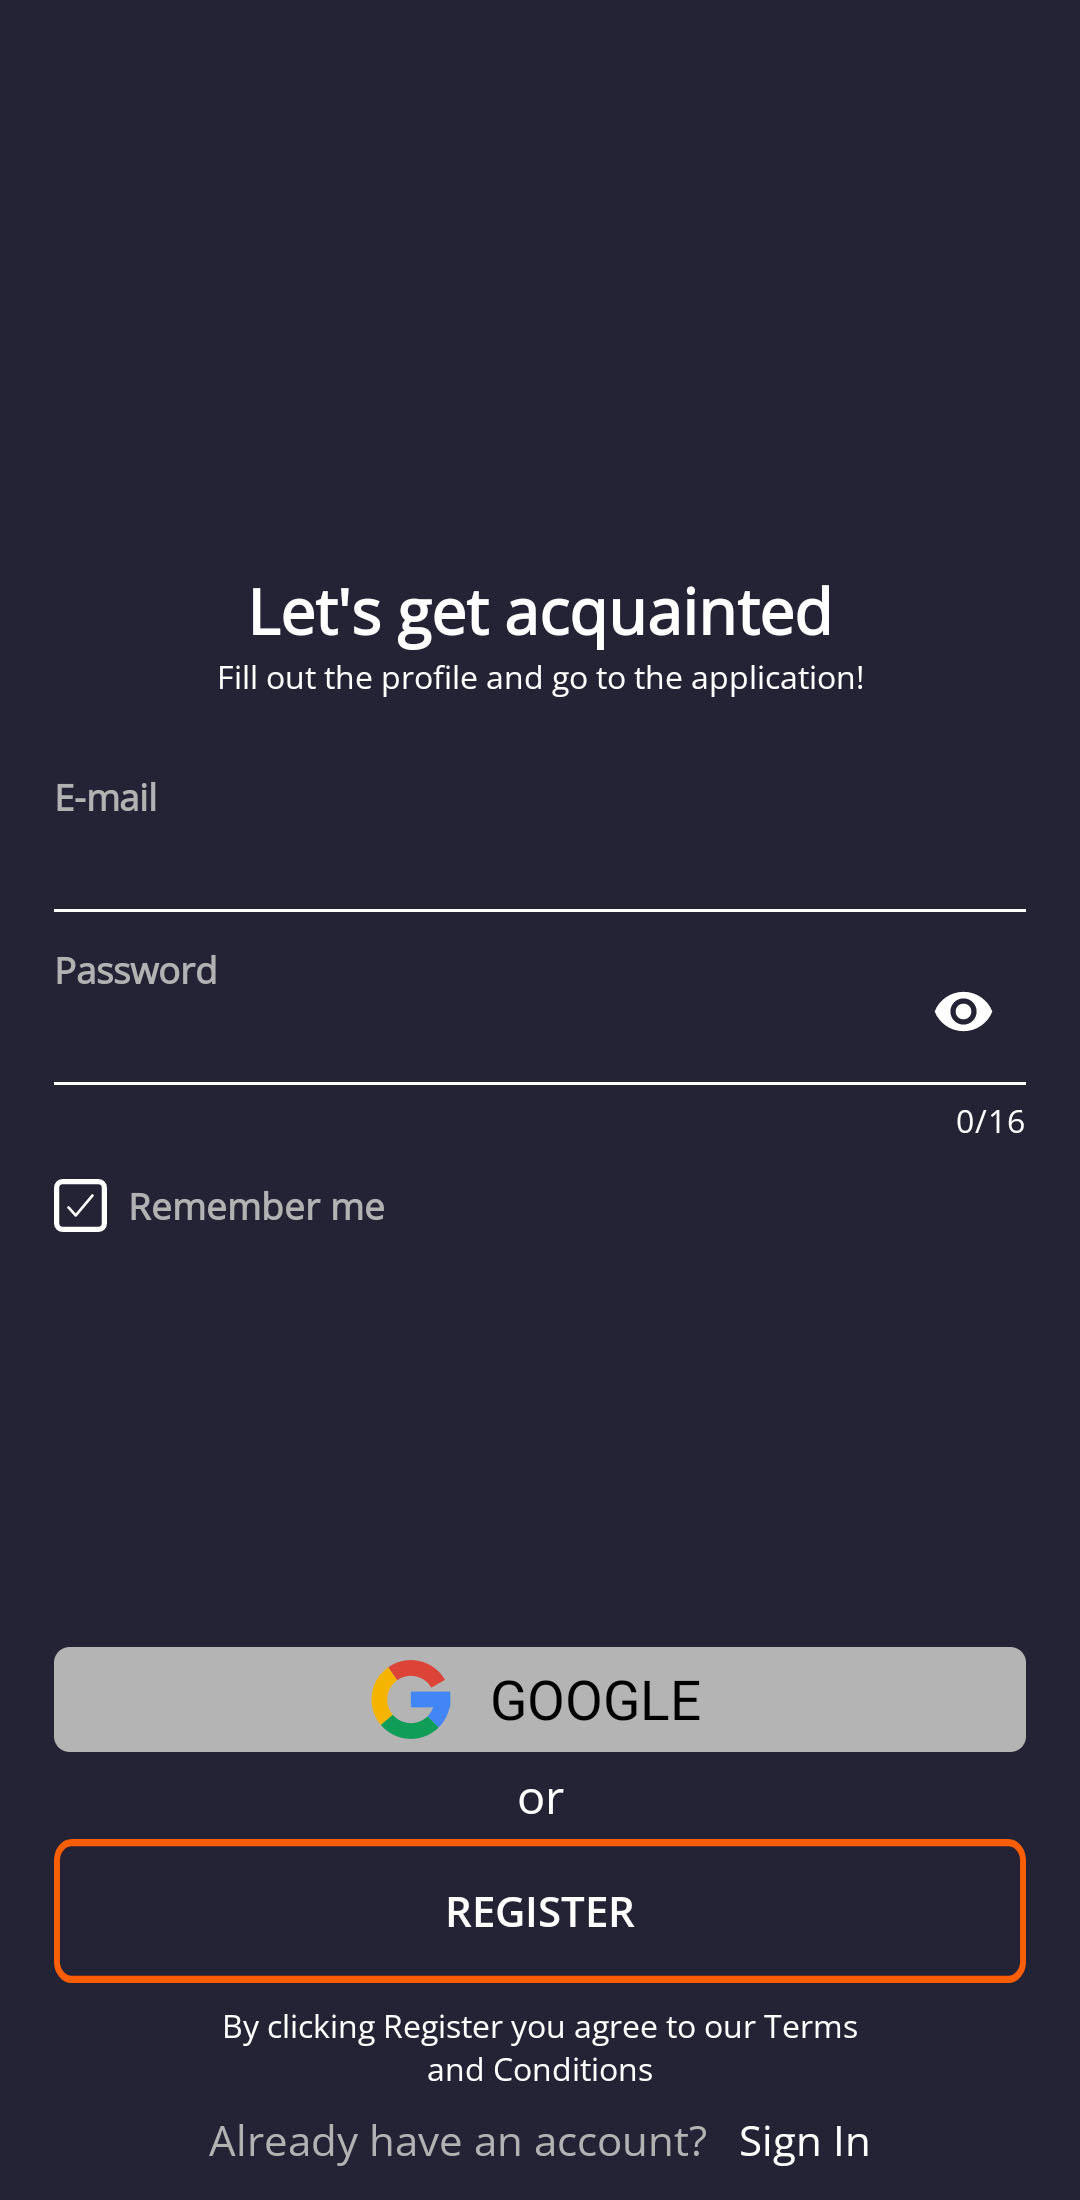 Let's get acquainted
Fill out the profile and go to the application!
E-mail
Password
0/16
Remember me
GOOGLE
or
REGISTER
By clicking Register you agree to our Terms
and Conditions
Already have an account? Sign In